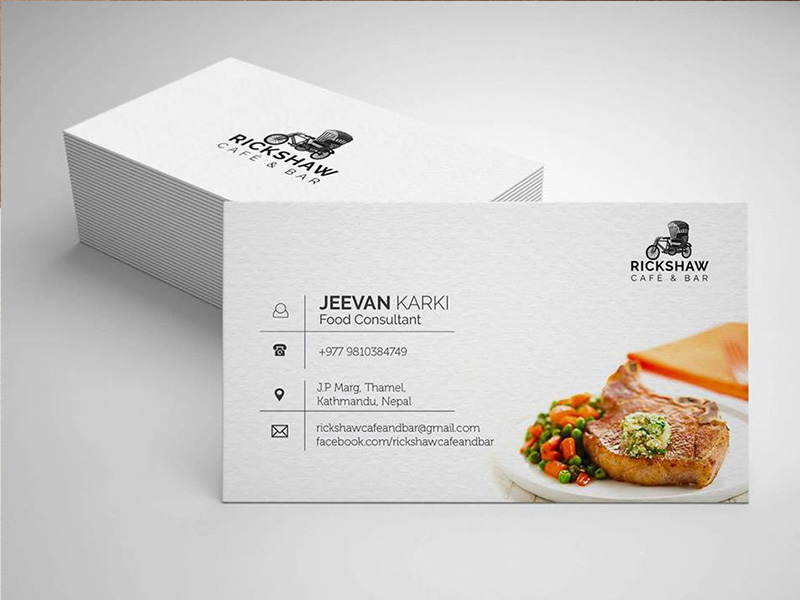 RICKSHAW
CAFÉ & BAR
RICKSHAW
CAFÉ & BAR
JEEVAN KARKI
Food Consultant
+977 9810384749
J.P Marg, Thamel,
Kathmandu, Nepal
rickshawcafeandbar@gmail.com
facebook.com/rickshawcafeandbar